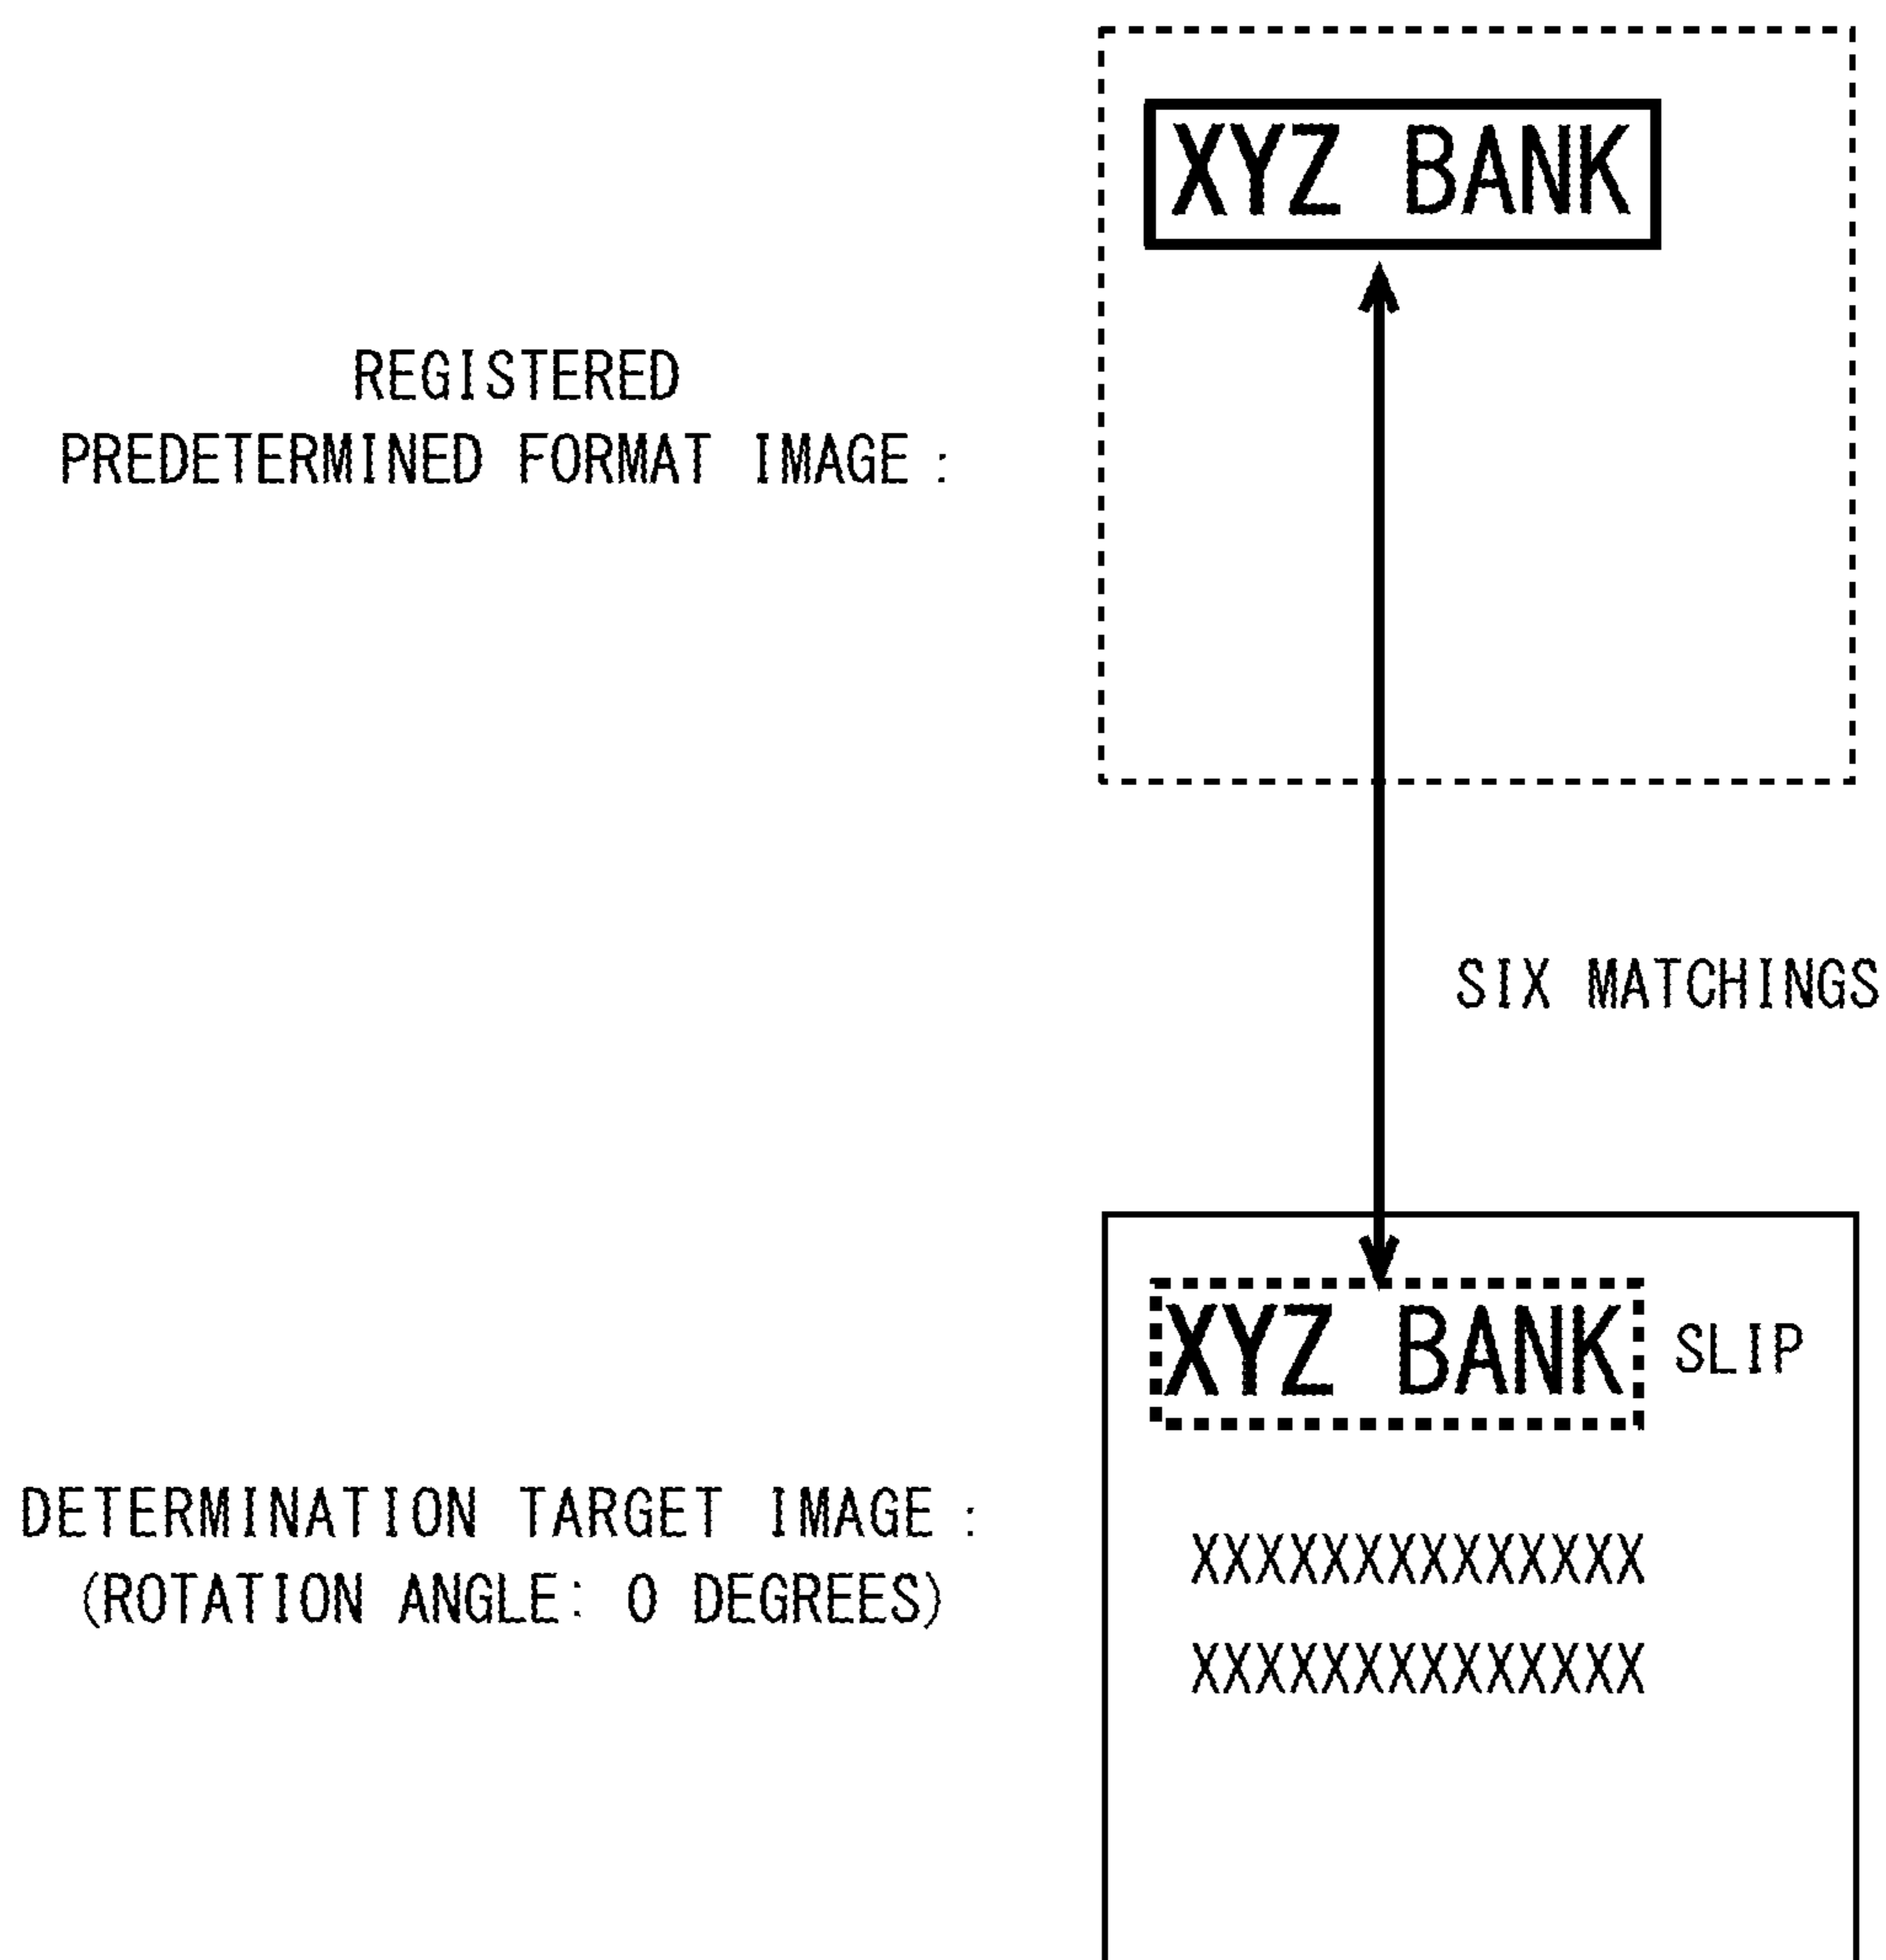 XYZ BANK
REGISTERED
PREDETERMINED FORMAT IMAGE :
SIX MATCHINGS
XYZ BANK SLIP
DETERMINATION TARGET IMAGE :
(ROTATION ANGLE: 0 DEGREES)
XXXXXXXXXXXXXX
XXXXXXXXXXXXXX